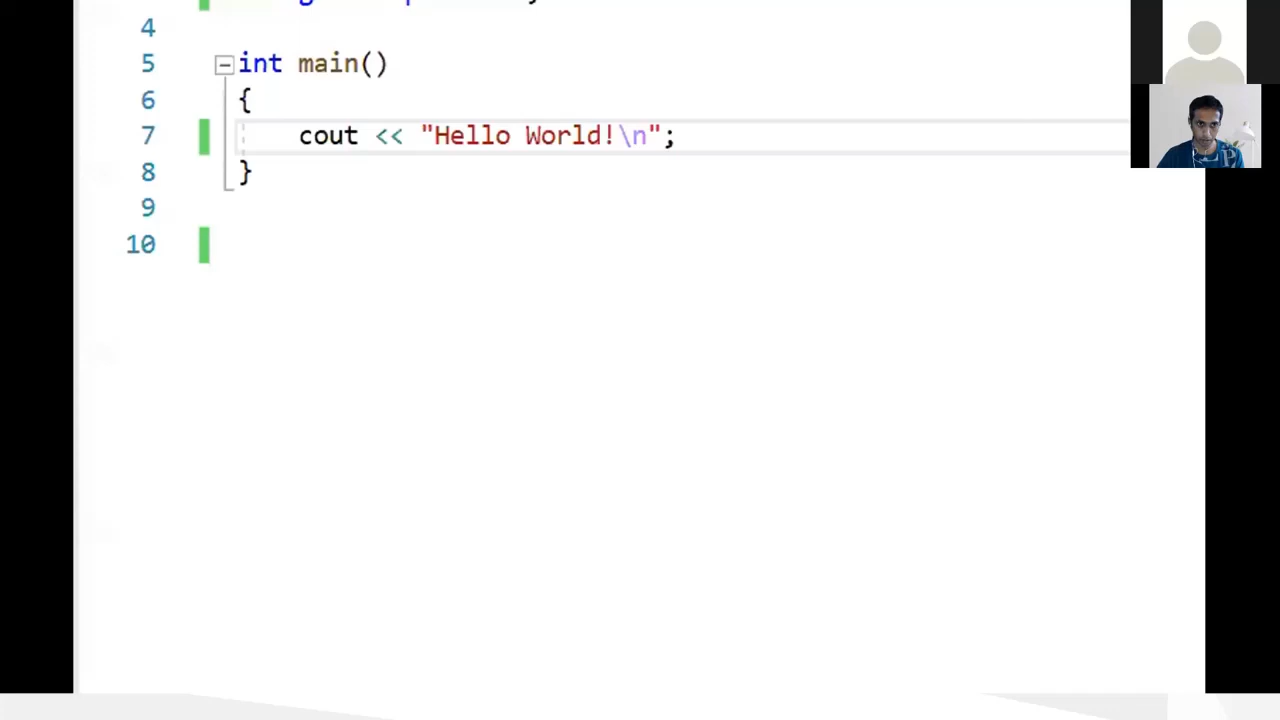 4
5 int main()
6 {
7 cout << "Hello World!\n";
8 }
9
10